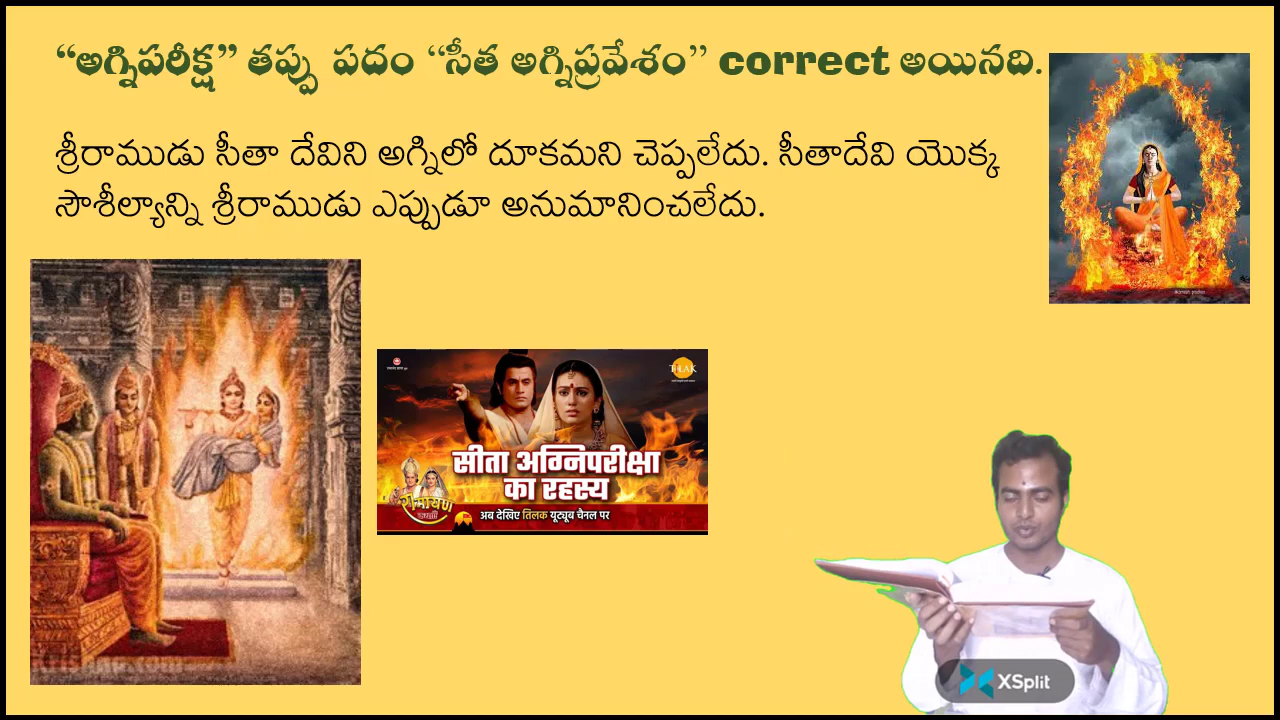 “అగ్నిపరీక్ష” తప్పు పదం “సీత అగ్నిప్రవేశం” correct అయినది.
శ్రీరాముడు సీతా దేవిని అగ్నిలో దూకమని చెప్పలేదు. సీతాదేవి యొక్క
సౌశీల్యాన్ని శ్రీరాముడు ఎప్పుడూ అనుమానించలేదు.
TILAK
सीता अग्निपरीक्षा
का रहस्य
रामायण
अब देखिए तिलक यूट्यूब चैनल पर
XSplit